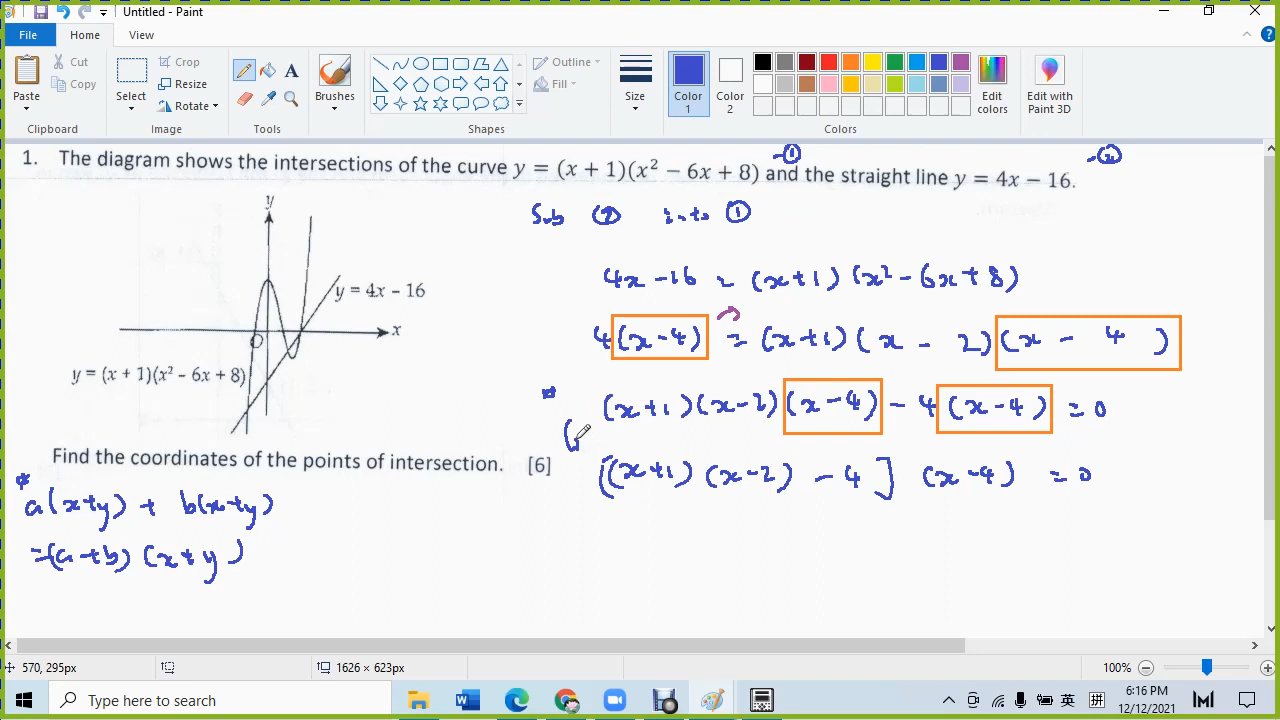 Untitled - Paint
File Home View
Paste Cut Copy Clipboard
Select Crop Resize Rotate Image
Tools
Brushes
Outline Fill Shapes
Size
Color 1 Color 2 Colors
Edit colors
Edit with Paint 3D
1. The diagram shows the intersections of the curve y = (x + 1)(x² − 6x + 8) and the straight line y = 4x − 16.
-① -②
Sub ② into ①
y
y = 4x − 16
x
O
y = (x + 1)(x² − 6x + 8)
4x -16 = (x+1) (x² - 6x + 8)
4(x-4) = (x+1)(x - 2)(x - 4)
* (x+1)(x-2)(x-4) - 4(x-4) = 0
[(x+1)(x-2) - 4] (x-4) = 0
Find the coordinates of the points of intersection. [6]
*
a(x+y) + b(x+y)
=(a+b)(x+y)
570, 295px
1626 × 623px
100%
Type here to search
英 拼
6:16 PM
12/12/2021